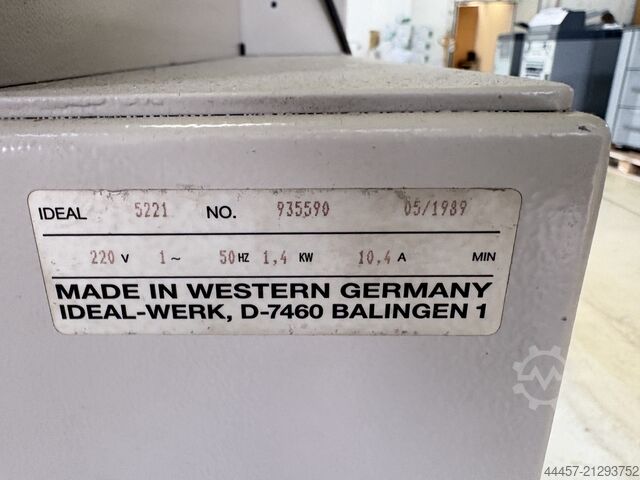 IDEAL 5221 NO. 935590 05/1989
220 V 1~ 50 HZ 1,4 KW 10,4 A MIN
MADE IN WESTERN GERMANY
IDEAL-WERK, D-7460 BALINGEN 1
44457-21293752